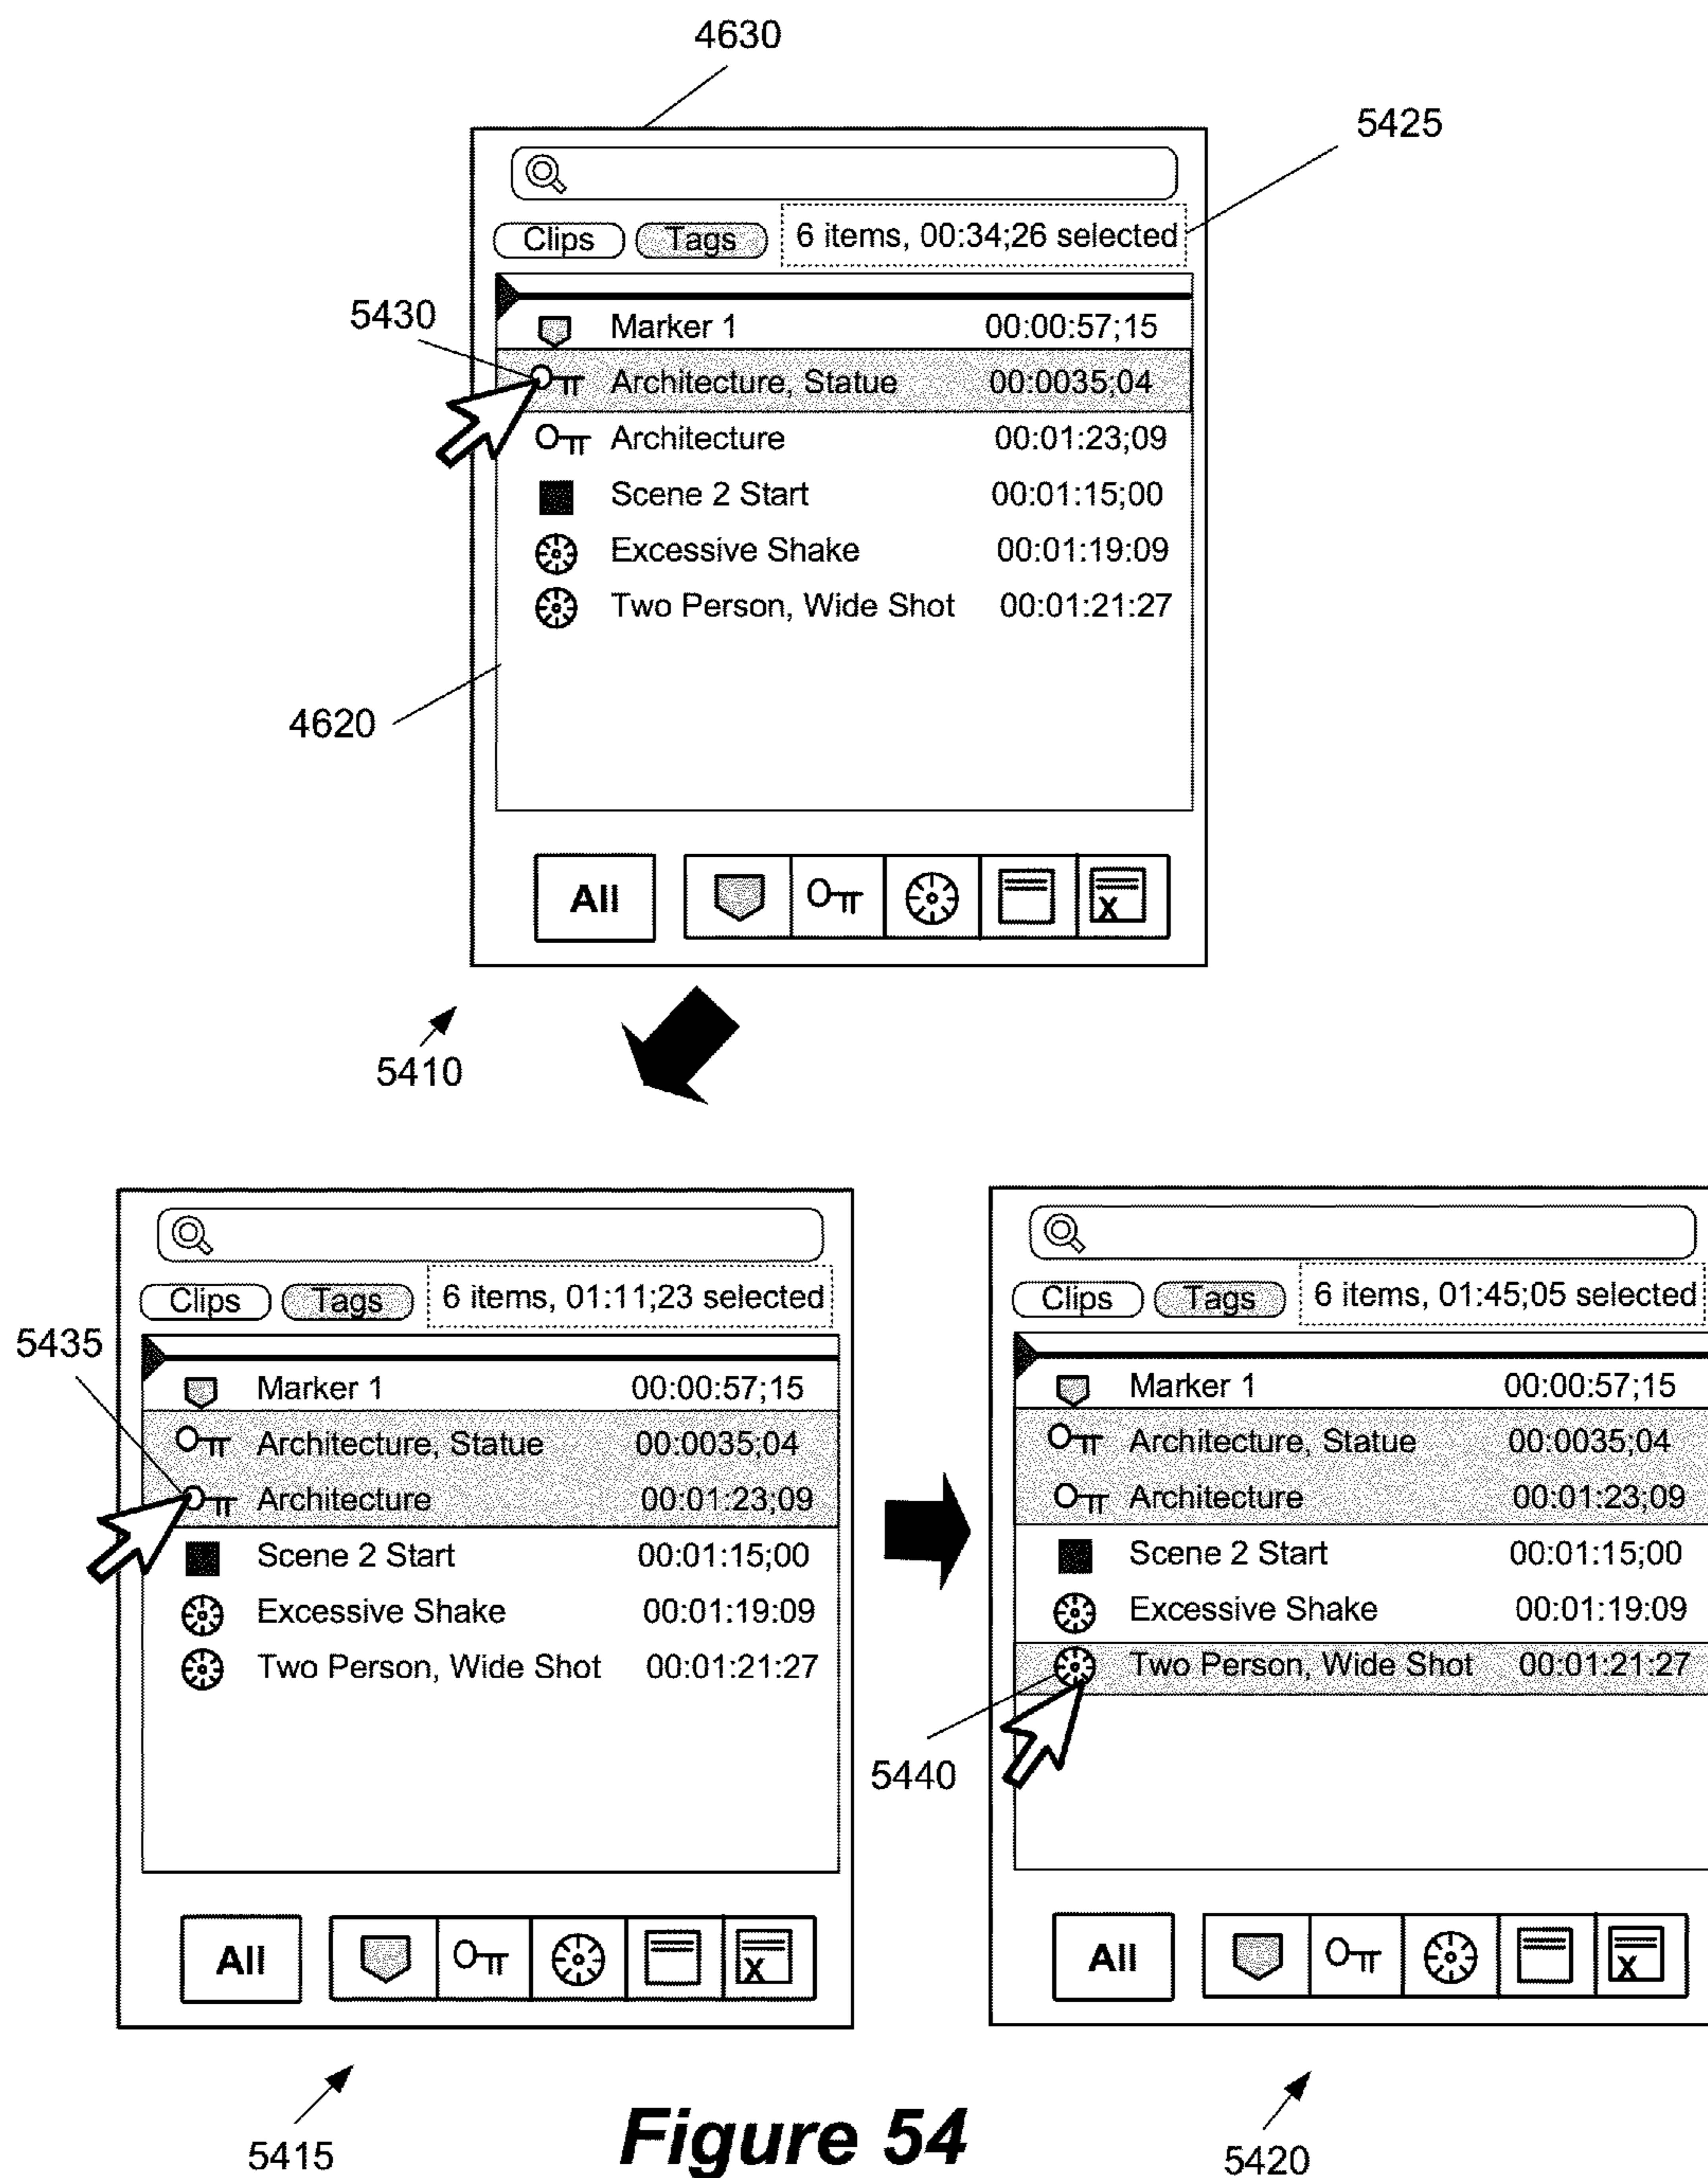 4630
5425
Clips Tags 6 items, 00:34;26 selected
5430
Marker 1 00:00:57;15
Architecture, Statue 00:0035;04
Architecture 00:01:23;09
Scene 2 Start 00:01:15;00
Excessive Shake 00:01:19:09
Two Person, Wide Shot 00:01:21:27
4620
All X
5410
Clips Tags 6 items, 01:11;23 selected
5435
Marker 1 00:00:57;15
Architecture, Statue 00:0035;04
Architecture 00:01:23;09
Scene 2 Start 00:01:15;00
Excessive Shake 00:01:19:09
Two Person, Wide Shot 00:01:21:27
All X
5415
Clips Tags 6 items, 01:45;05 selected
Marker 1 00:00:57;15
Architecture, Statue 00:0035;04
Architecture 00:01:23;09
Scene 2 Start 00:01:15;00
Excessive Shake 00:01:19:09
Two Person, Wide Shot 00:01:21:27
5440
All X
5420
Figure 54